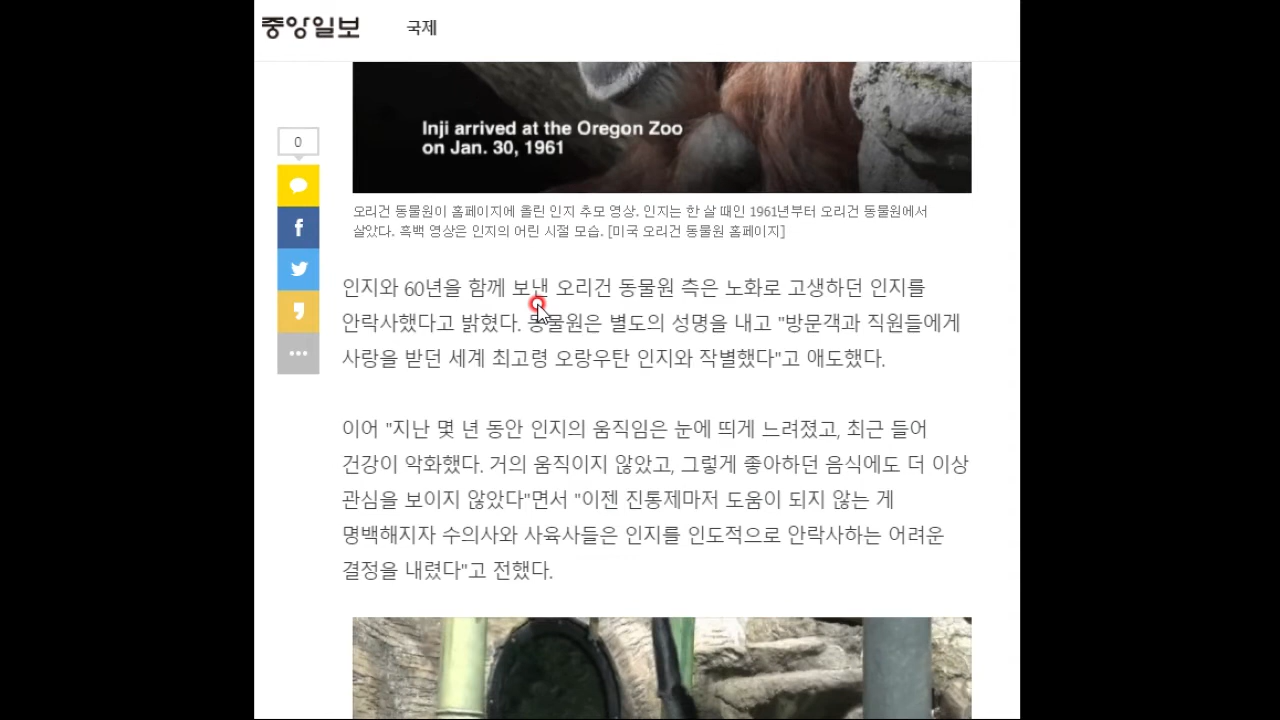 중앙일보 국제
Inji arrived at the Oregon Zoo
on Jan. 30, 1961
0
오리건 동물원이 홈페이지에 올린 인지 추모 영상. 인지는 한 살 때인 1961년부터 오리건 동물원에서
살았다. 흑백 영상은 인지의 어린 시절 모습. [미국 오리건 동물원 홈페이지]
인지와 60년을 함께 보낸 오리건 동물원 측은 노화로 고생하던 인지를
안락사했다고 밝혔다. 동물원은 별도의 성명을 내고 "방문객과 직원들에게
사랑을 받던 세계 최고령 오랑우탄 인지와 작별했다"고 애도했다.
이어 "지난 몇 년 동안 인지의 움직임은 눈에 띄게 느려졌고, 최근 들어
건강이 악화했다. 거의 움직이지 않았고, 그렇게 좋아하던 음식에도 더 이상
관심을 보이지 않았다"면서 "이젠 진통제마저 도움이 되지 않는 게
명백해지자 수의사와 사육사들은 인지를 인도적으로 안락사하는 어려운
결정을 내렸다"고 전했다.